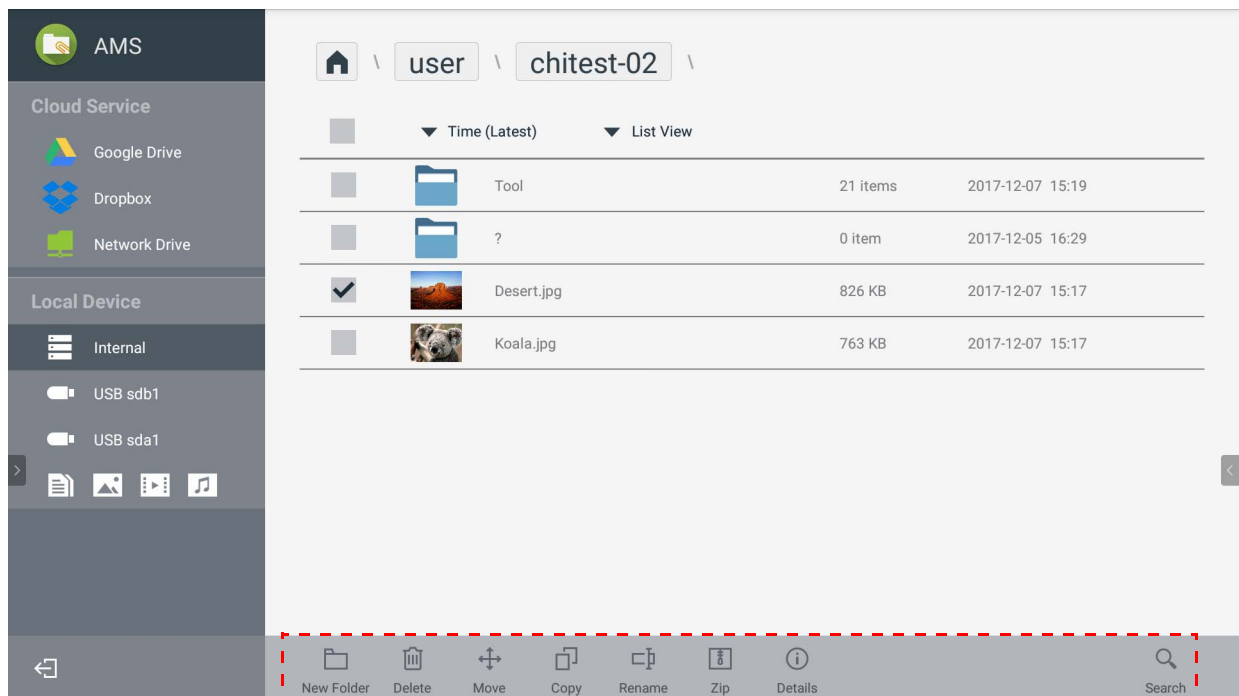 AMS
Cloud Service
Google Drive
Dropbox
Network Drive
Local Device
Internal
USB sdb1
USB sda1
\ user \ chitest-02 \
Time (Latest) List View
Tool 21 items 2017-12-07 15:19
? 0 item 2017-12-05 16:29
Desert.jpg 826 KB 2017-12-07 15:17
Koala.jpg 763 KB 2017-12-07 15:17
New Folder Delete Move Copy Rename Zip Details Search